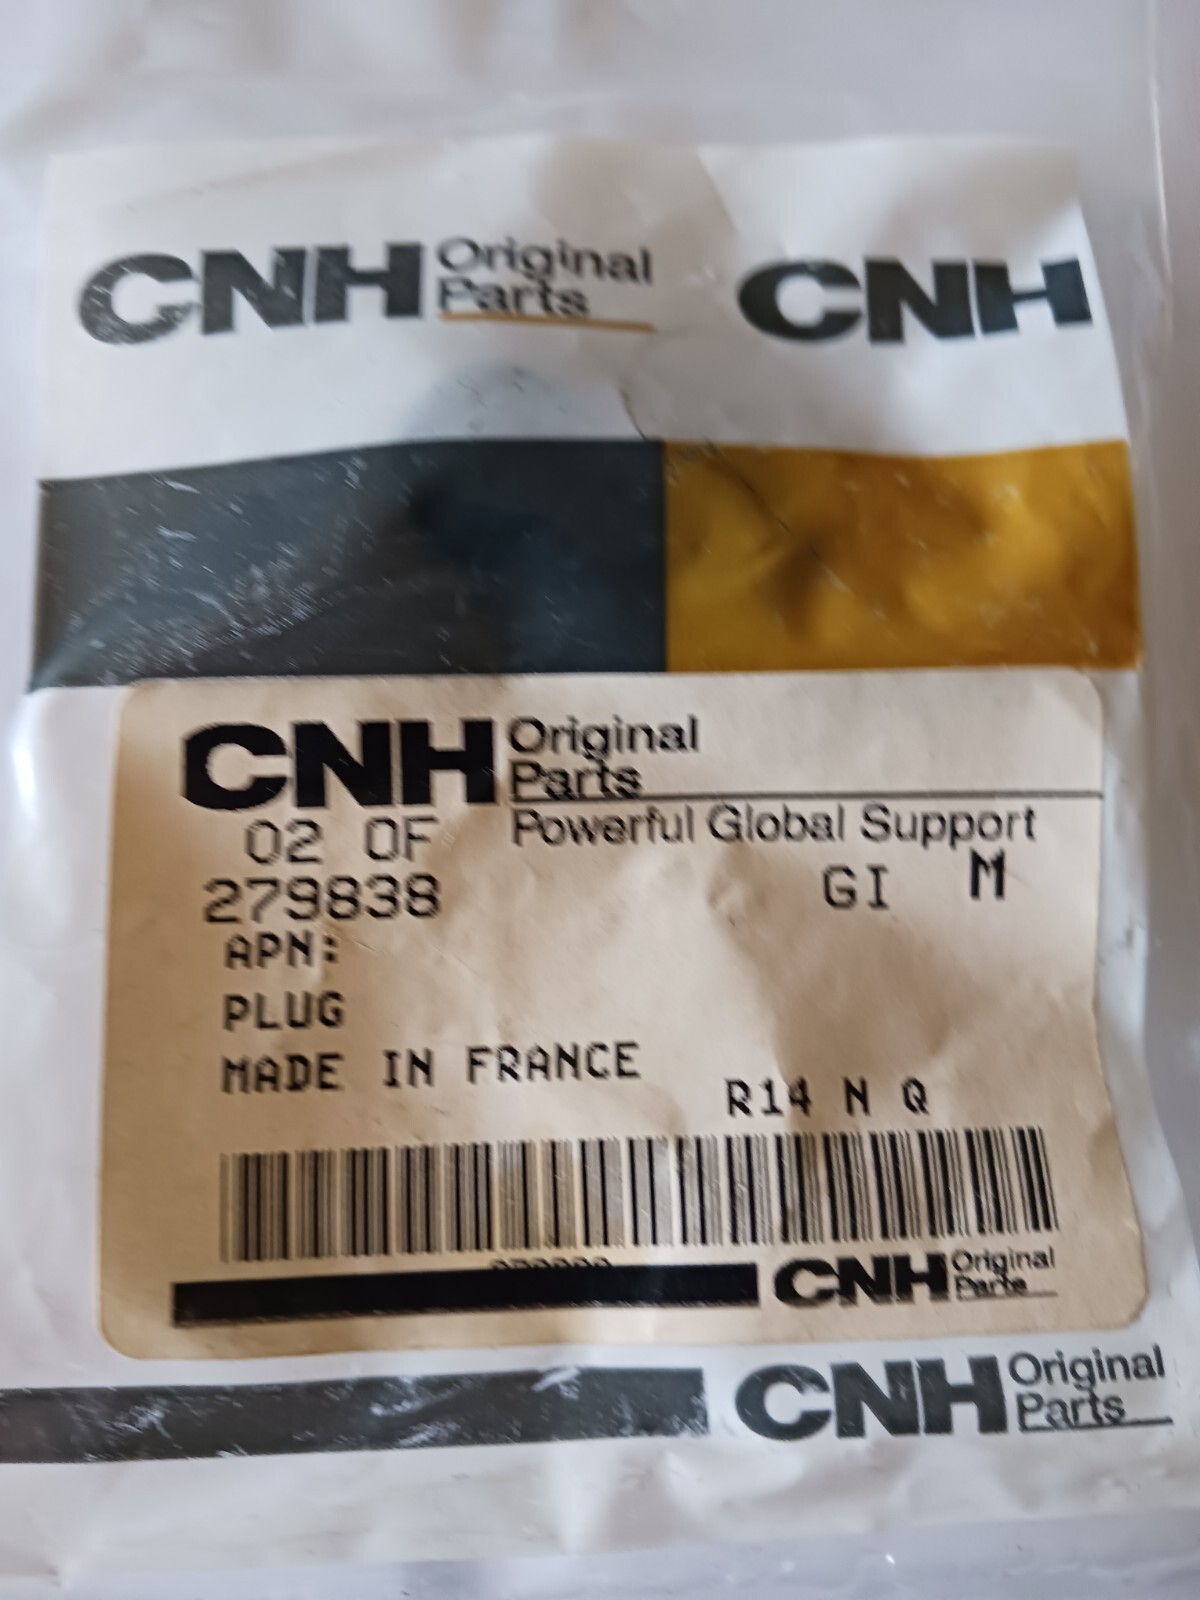 CNH Original Parts
CNH
CNH Original Parts
Powerful Global Support
02 OF
279838
GI M
APN:
PLUG
MADE IN FRANCE
R14 N Q
CNH Original Parts
CNH Original Parts